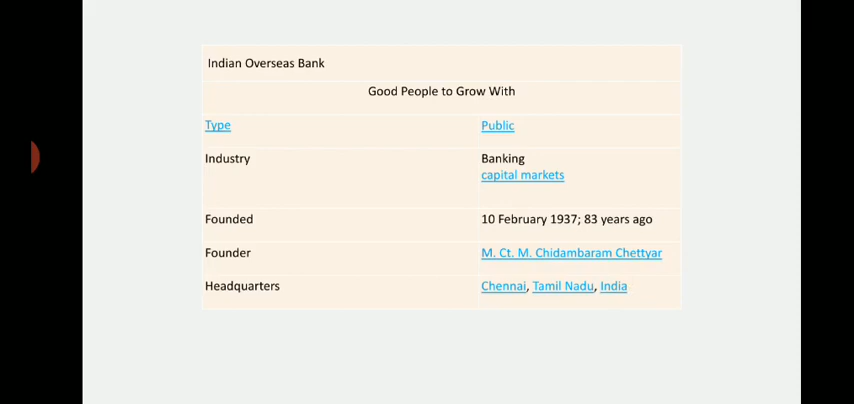 Indian Overseas Bank
Good People to Grow With
Type Public
Industry Banking
capital markets
Founded 10 February 1937; 83 years ago
Founder M. Ct. M. Chidambaram Chettyar
Headquarters Chennai, Tamil Nadu, India